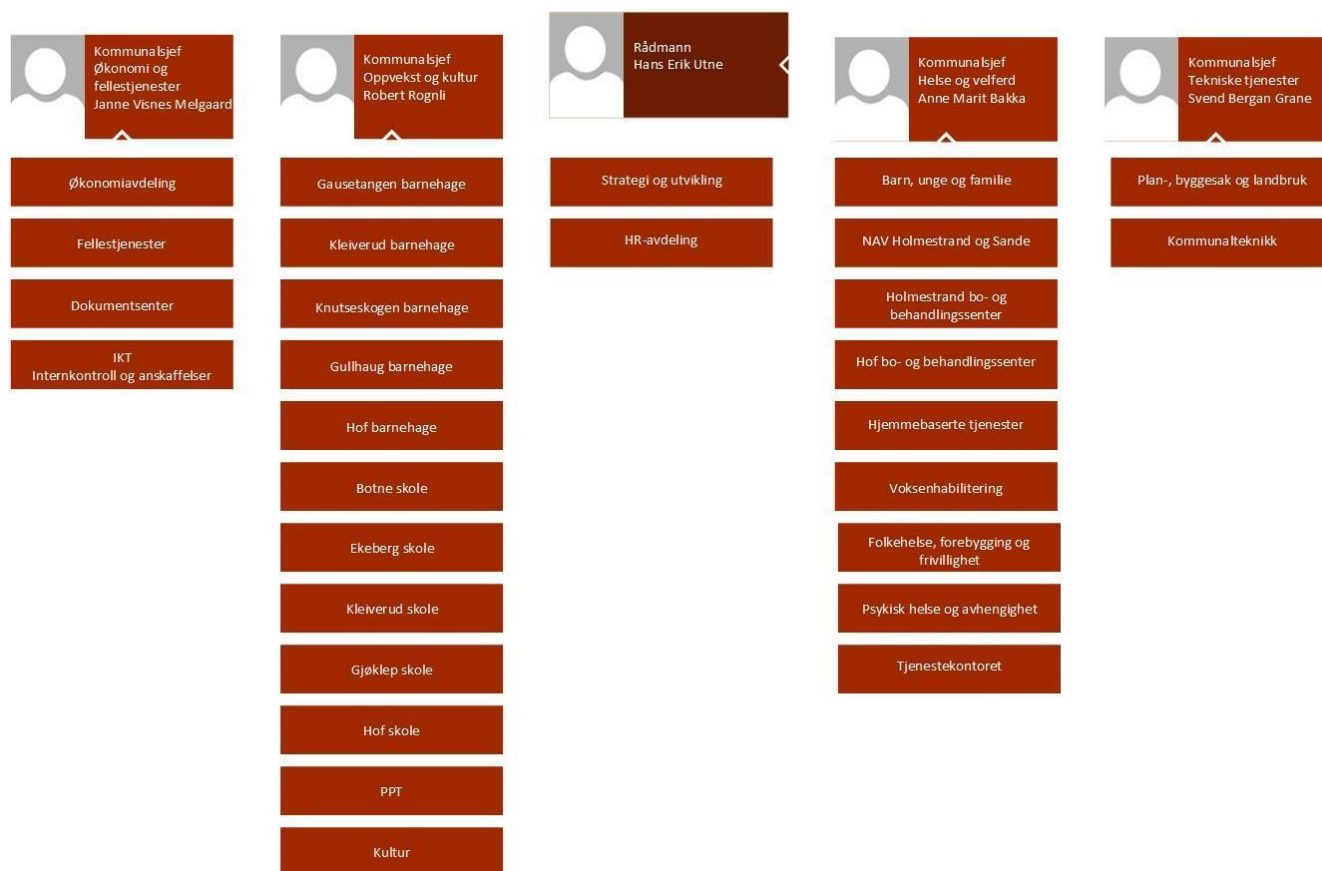 Kommunalsjef
Økonomi og
fellestjenester
Janne Visnes Melgaard
Økonomiavdeling
Fellestjenester
Dokumentsenter
IKT
Internkontroll og anskaffelser
Kommunalsjef
Oppvekst og kultur
Robert Rognli
Gausetangen barnehage
Kleiverud barnehage
Knutseskogen barnehage
Gullhaug barnehage
Hof barnehage
Botne skole
Ekeberg skole
Kleiverud skole
Gjøklep skole
Hof skole
PPT
Kultur
Rådmann
Hans Erik Utne
Strategi og utvikling
HR-avdeling
Kommunalsjef
Helse og velferd
Anne Marit Bakka
Barn, unge og familie
NAV Holmestrand og Sande
Holmestrand bo- og
behandlingssenter
Hof bo- og behandlingssenter
Hjemmebaserte tjenester
Voksenhabilitering
Folkehelse, forebygging og
frivillighet
Psykisk helse og avhengighet
Tjenestekontoret
Kommunalsjef
Tekniske tjenester
Svend Bergan Grane
Plan-, byggesak og landbruk
Kommunalteknikk